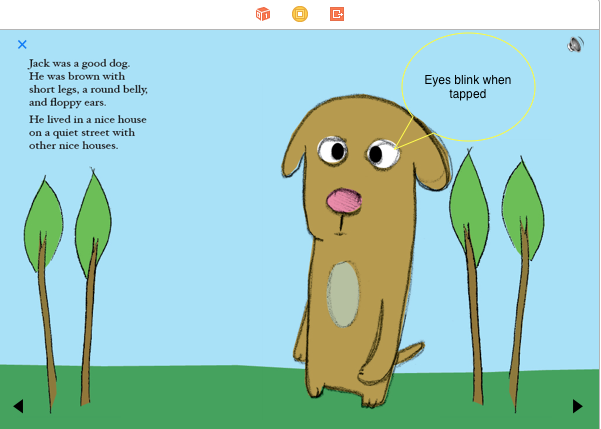 Jack was a good dog.
He was brown with
short legs, a round belly,
and floppy ears.
He lived in a nice house
on a quiet street with
other nice houses.
Eyes blink when
tapped